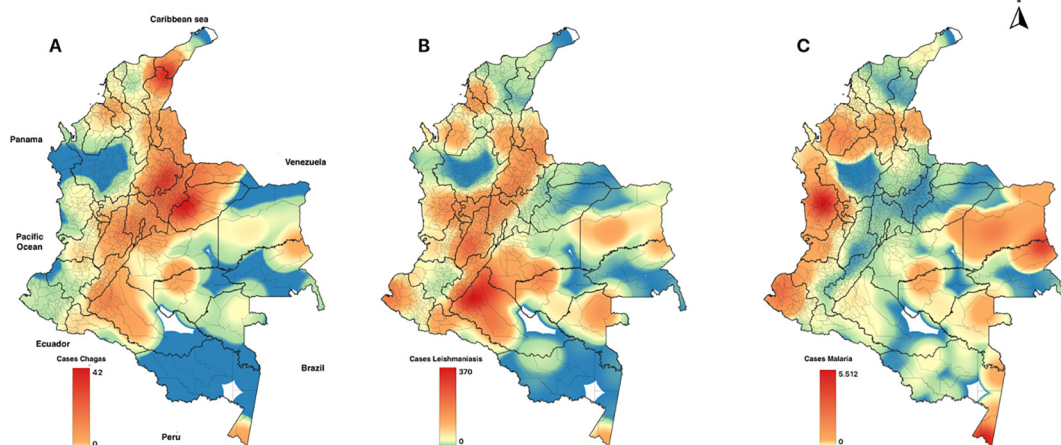 Caribbean sea
A
B
C
Panama
Venezuela
Pacific
Ocean
Ecuador
Cases Chagas
42
0
Brazil
Peru
Cases Leishmaniasis
370
0
Cases Malaria
5.512
0